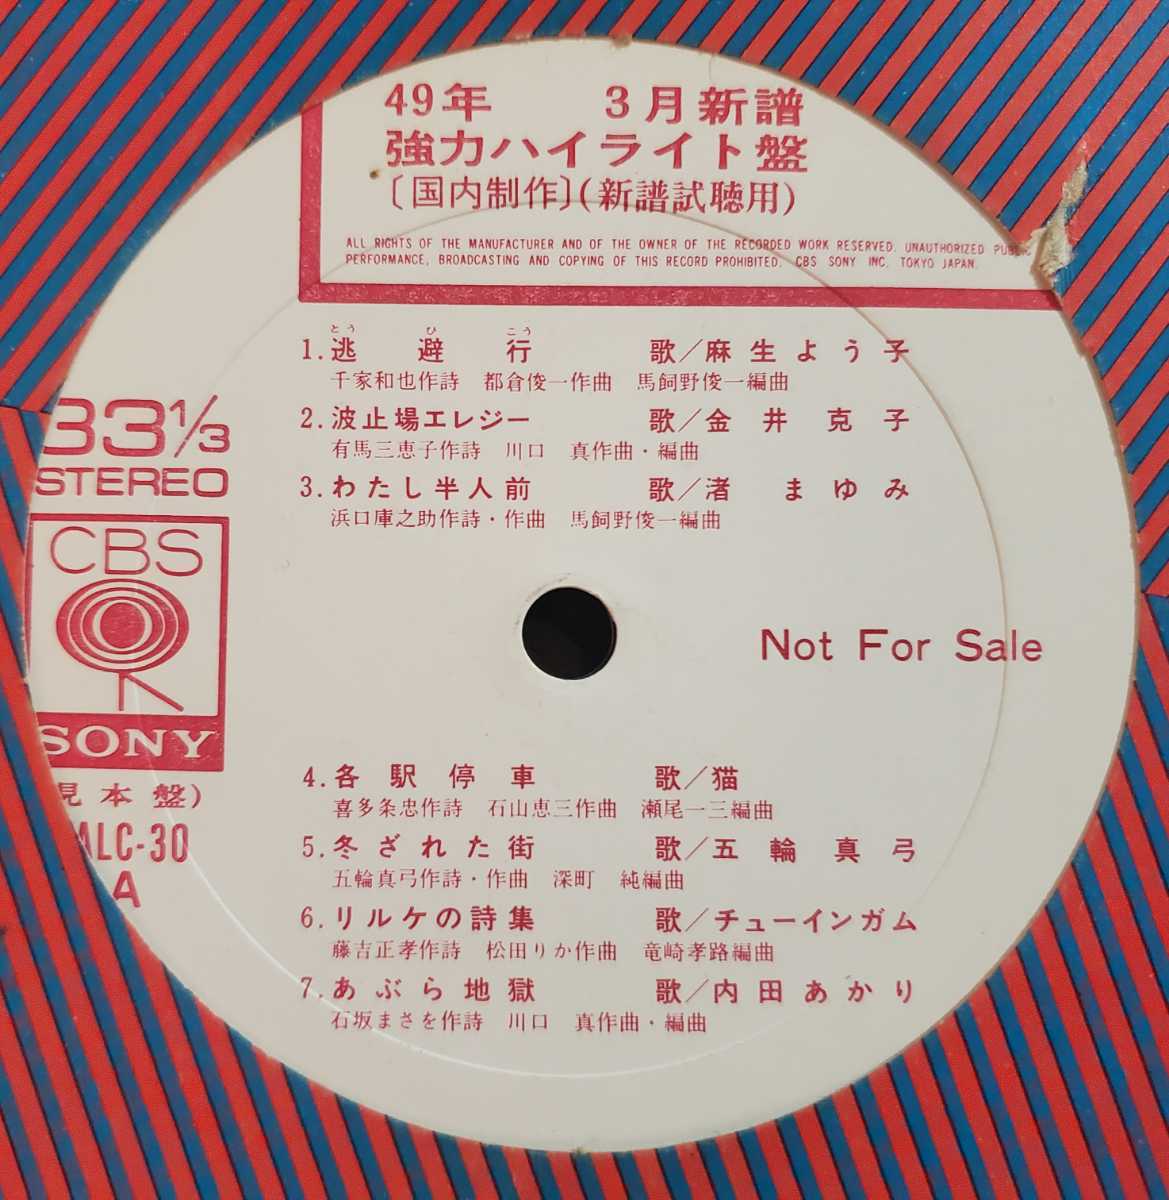 49年 3月新譜
強力ハイライト盤
〔国内制作〕(新譜試聴用)
ALL RIGHTS OF THE MANUFACTURER AND OF THE OWNER OF THE RECORDED WORK RESERVED. UNAUTHORIZED PUBLIC
PERFORMANCE, BROADCASTING AND COPYING OF THIS RECORD PROHIBITED. CBS SONY INC. TOKYO JAPAN.
とう ひ こう
1. 逃避行 歌/麻生よう子
千家和也作詩 都倉俊一作曲 馬飼野俊一編曲
2. 波止場エレジー 歌/金井克子
有馬三恵子作詩 川口 真作曲・編曲
3. わたし半人前 歌/渚 まゆみ
浜口庫之助作詩・作曲 馬飼野俊一編曲
33 1/3
STEREO
CBS
SONY
見本盤)
ALC-30
A
Not For Sale
4. 各駅停車 歌/猫
喜多条忠作詩 石山恵三作曲 瀬尾一三編曲
5. 冬ざれた街 歌/五輪真弓
五輪真弓作詩・作曲 深町 純編曲
6. リルケの詩集 歌/チューインガム
藤吉正孝作詩 松田りか作曲 竜崎孝路編曲
7. あぶら地獄 歌/内田あかり
石坂まさを作詩 川口 真作曲・編曲